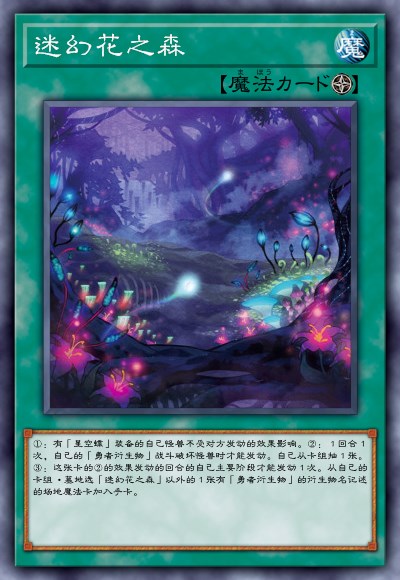 迷幻花之森
魔
【魔法カード】
まほう
①：有「星空蝶」装备的自己怪兽不受对方发动的效果影响。②：1回合1
次，自己的「勇者衍生物」战斗破坏怪兽时才能发动。自己从卡组抽1张。
③：这张卡的②的效果发动的回合的自己主要阶段才能发动1次。从自己的
卡组·墓地选「迷幻花之森」以外的1张有「勇者衍生物」的衍生物名记述
的场地魔法卡加入手卡。